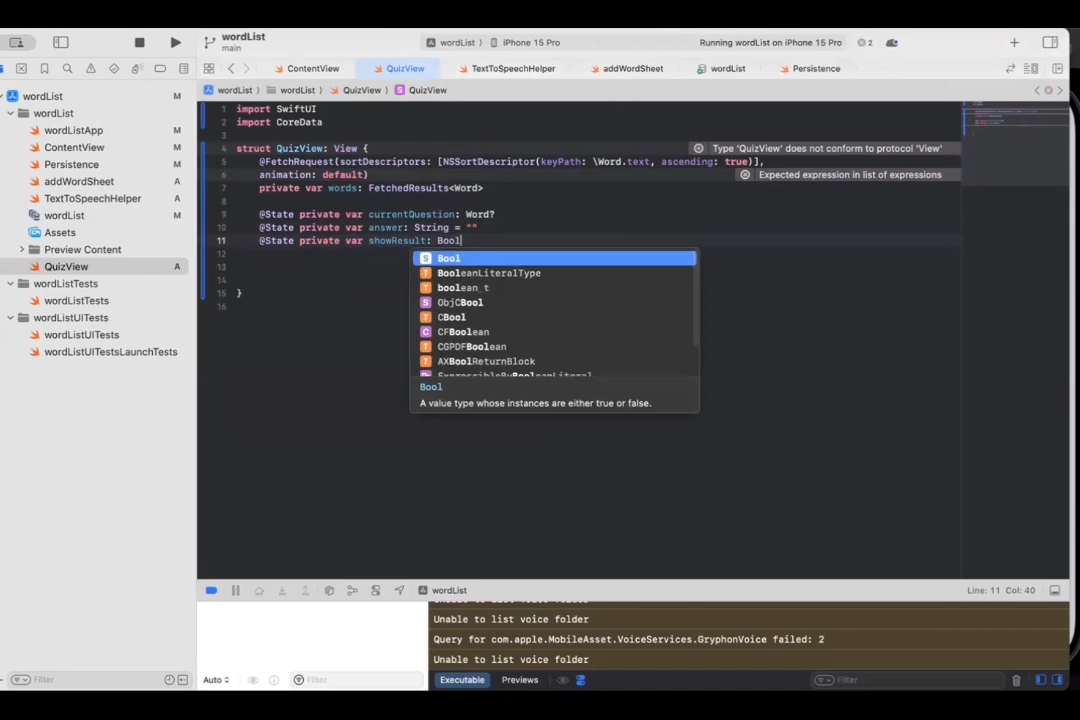 wordList
main
wordList
iPhone 15 Pro
Running wordList on iPhone 15 Pro
2
ContentView
QuizView
TextToSpeechHelper
addWordSheet
wordList
Persistence
wordList
wordList
QuizView
QuizView
wordList M
wordList
wordListApp M
ContentView M
Persistence M
addWordSheet A
TextToSpeechHelper A
wordList M
Assets
Preview Content
QuizView A
wordListTests
wordListTests
wordListUITests
wordListUITests
wordListUITestsLaunchTests
1 import SwiftUI
2 import CoreData
3
4 struct QuizView: View {
Type 'QuizView' does not conform to protocol 'View'
5 @FetchRequest(sortDescriptors: [NSSortDescriptor(keyPath: \Word.text, ascending: true)],
6 animation: default)
Expected expression in list of expressions
7 private var words: FetchedResults<Word>
8
9 @State private var currentQuestion: Word?
10 @State private var answer: String = ""
11 @State private var showResult: Bool
12
13
14
15 }
16
S Bool
T BooleanLiteralType
T boolean_t
S ObjCBool
T CBool
C CFBoolean
T CGPDFBoolean
T AXBoolReturnBlock
Pr ExpressibleByBooleanLiteral
Bool
A value type whose instances are either true or false.
wordList
Line: 11 Col: 40
Unable to list voice folder
Unable to list voice folder
Query for com.apple.MobileAsset.VoiceServices.GryphonVoice failed: 2
Unable to list voice folder
Filter
Auto
Filter
Executable
Previews
Filter